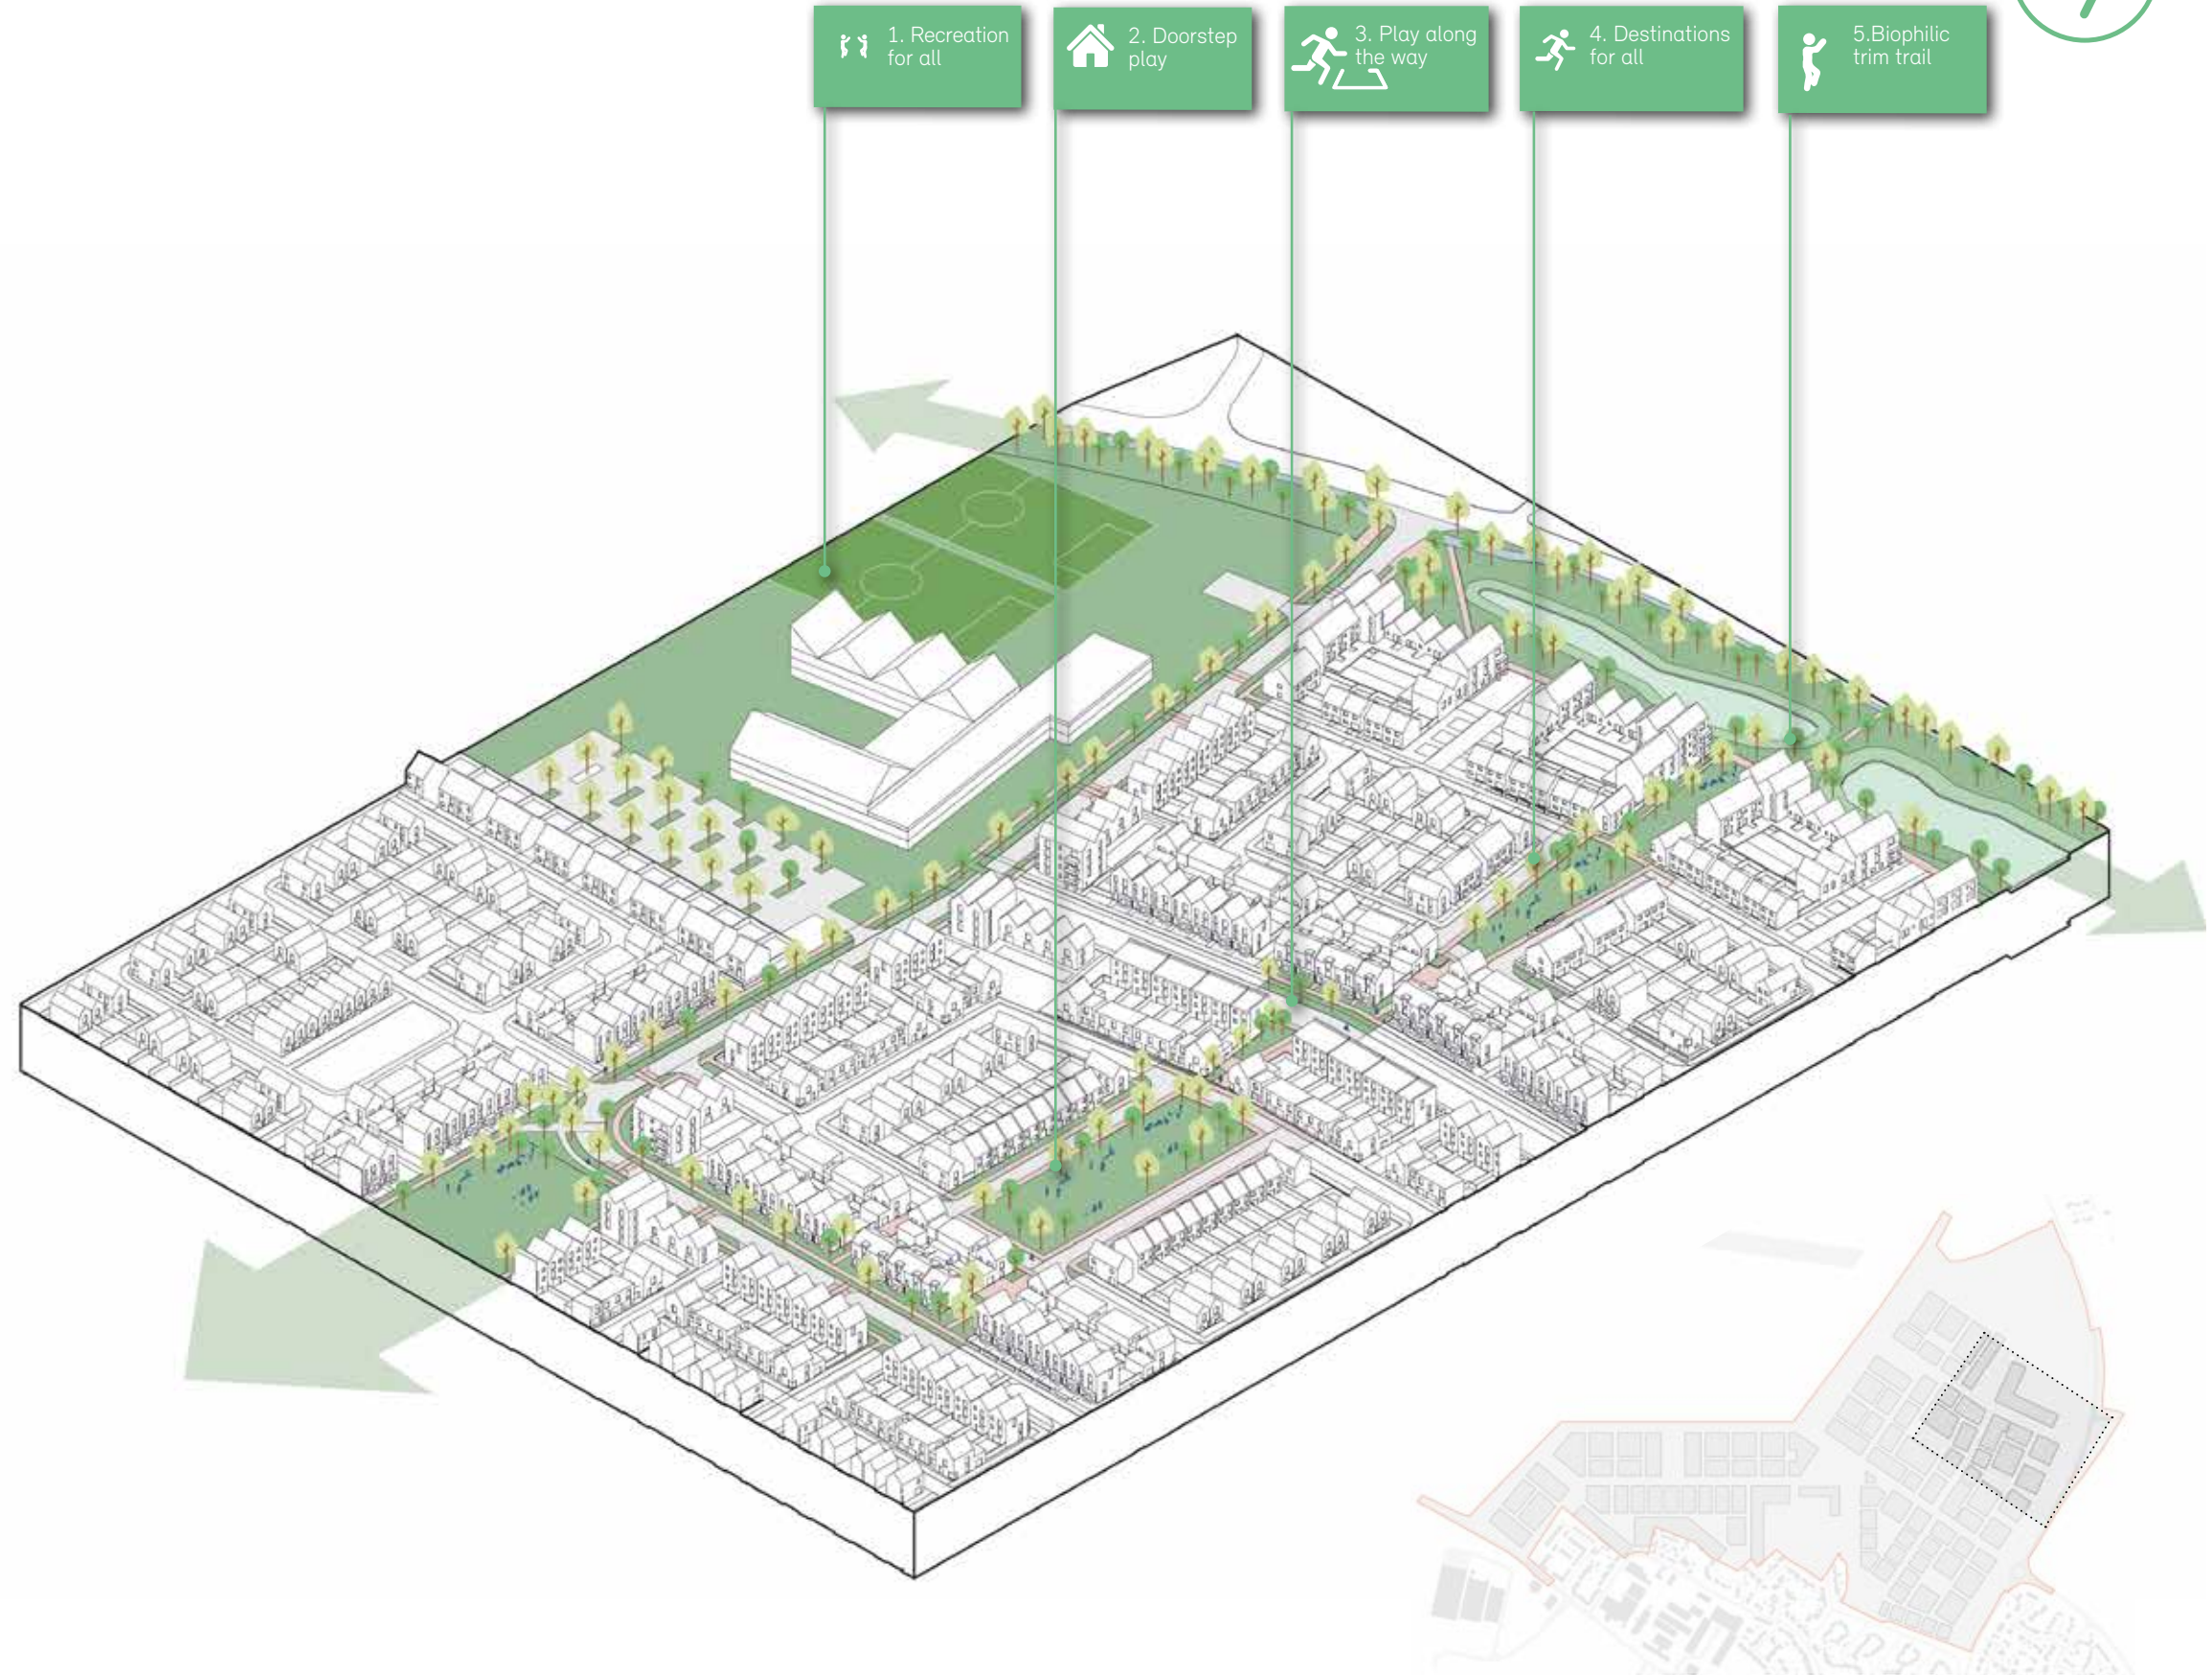 1. Recreation
for all
2. Doorstep
play
3. Play along
the way
4. Destinations
for all
5.Biophilic
trim trail